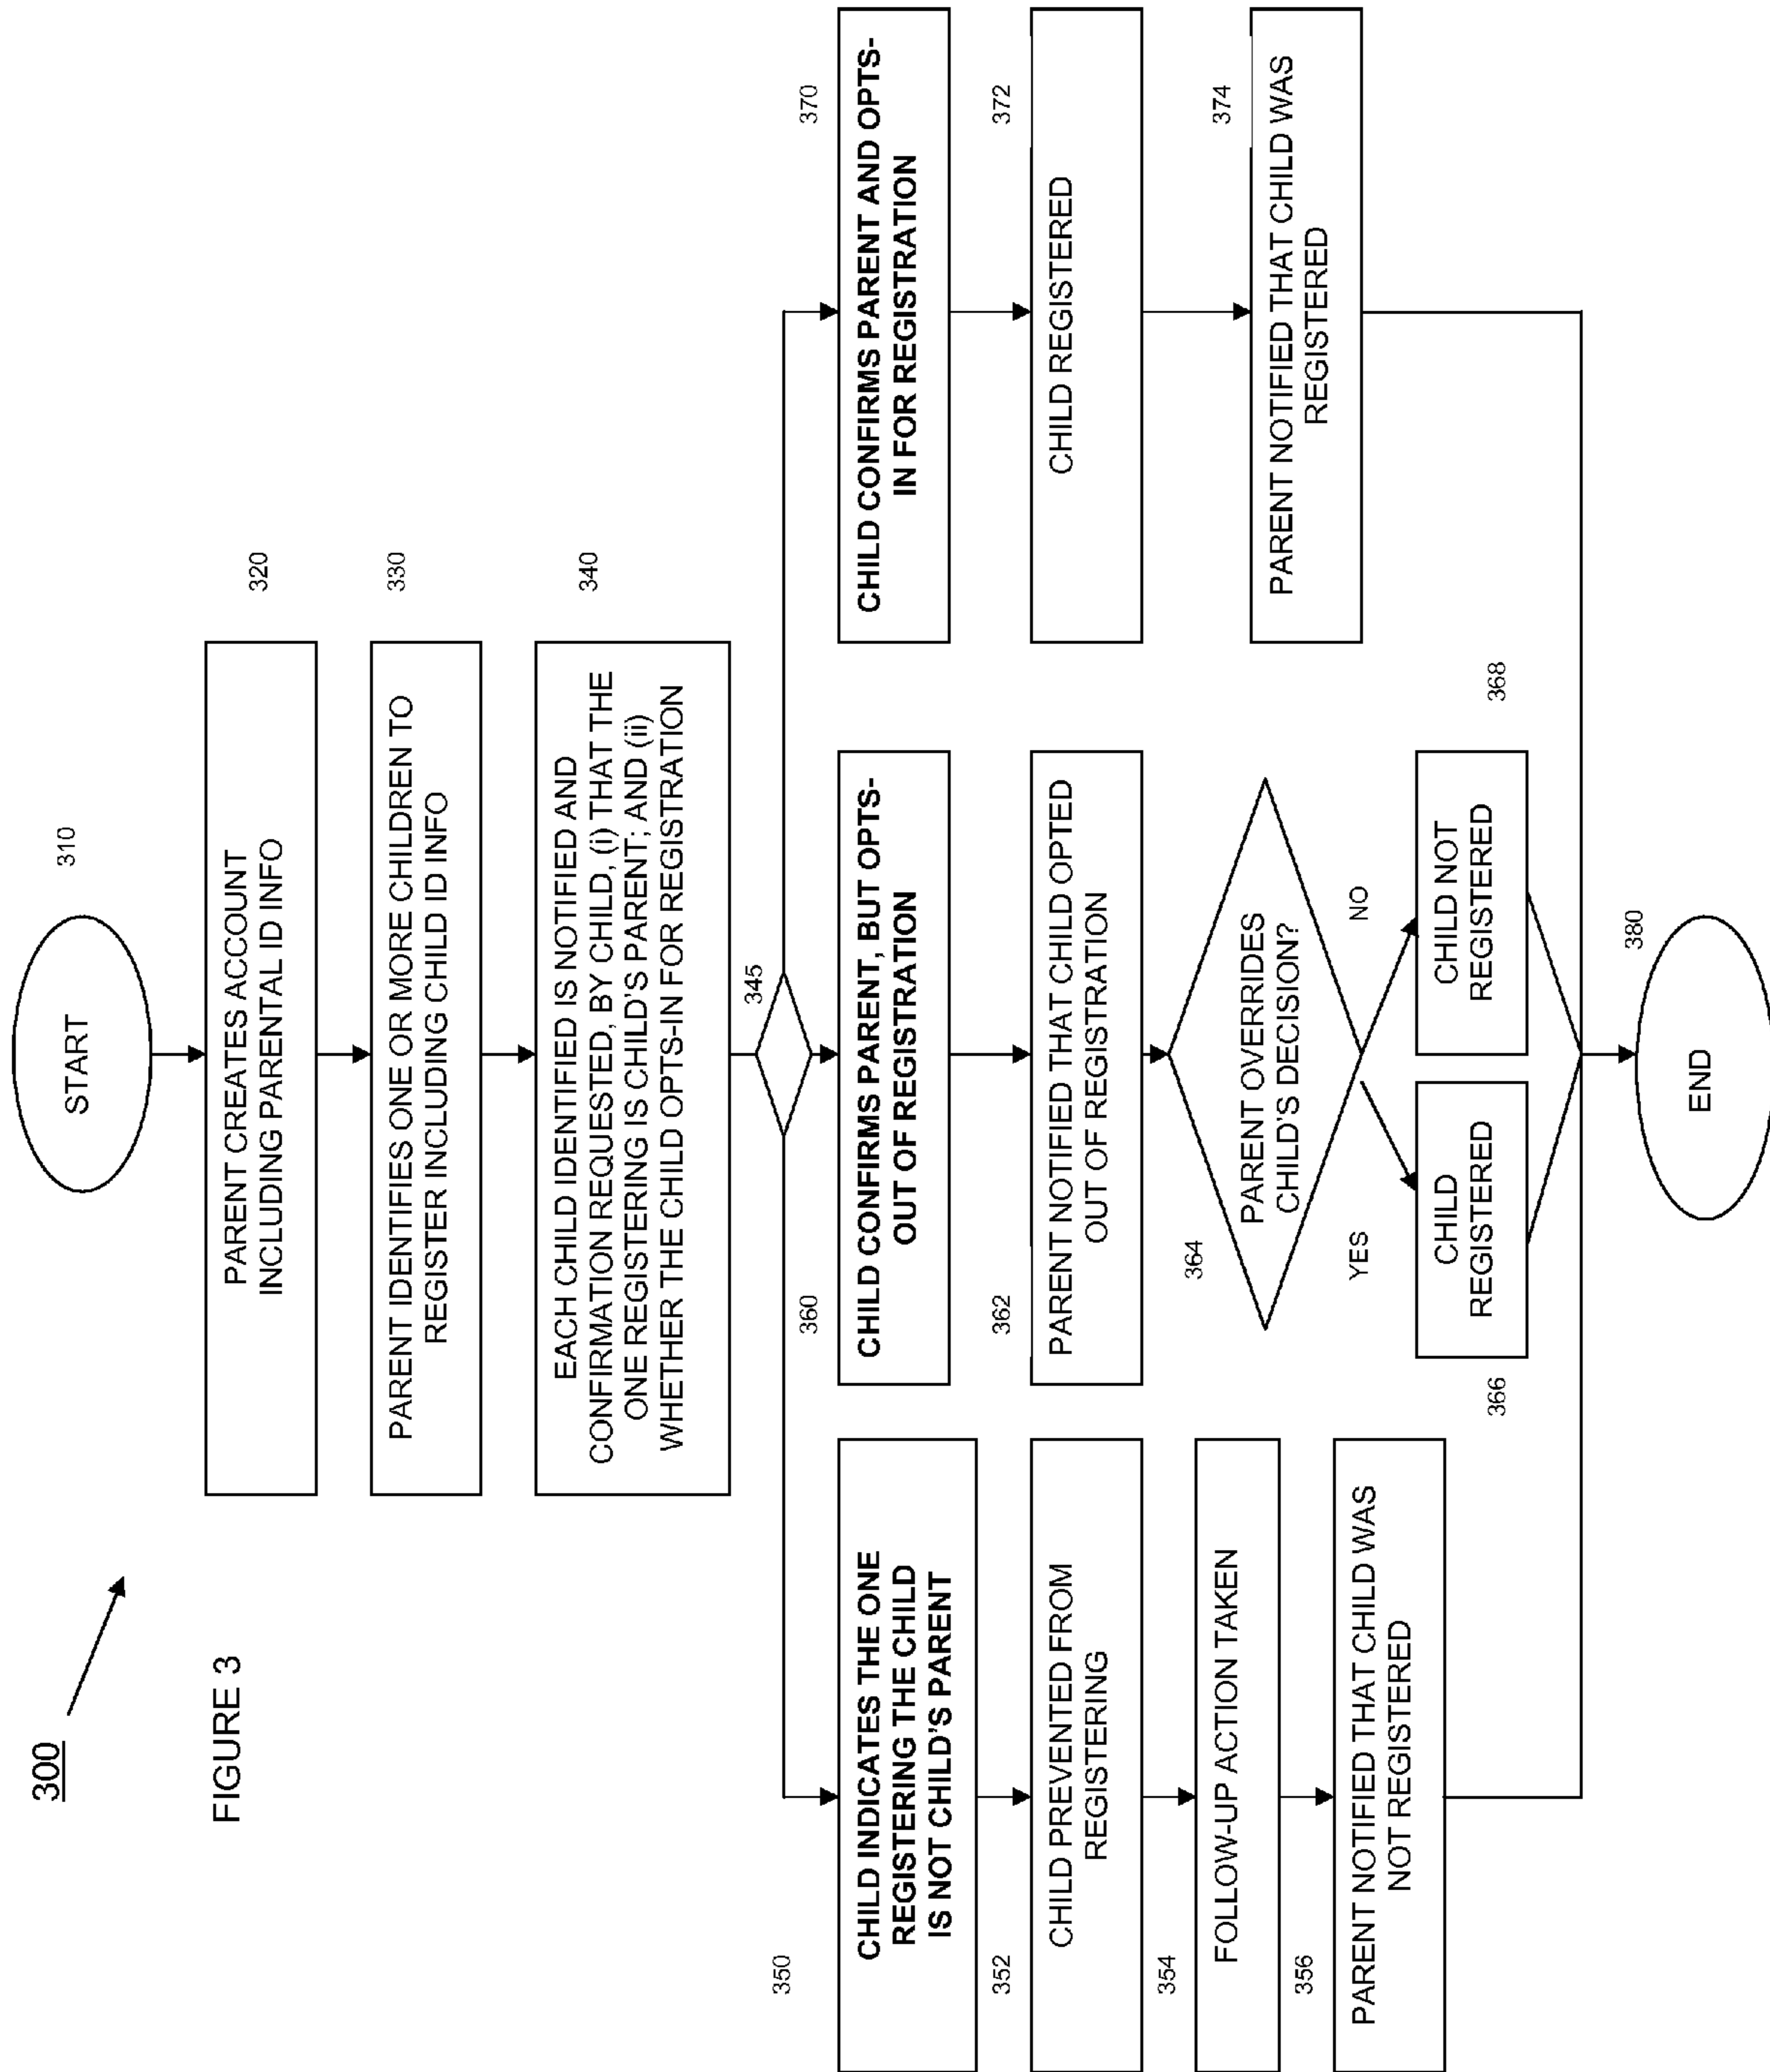 300
FIGURE 3
START
310
PARENT CREATES ACCOUNT
INCLUDING PARENTAL ID INFO
320
PARENT IDENTIFIES ONE OR MORE CHILDREN TO
REGISTER INCLUDING CHILD ID INFO
330
EACH CHILD IDENTIFIED IS NOTIFIED AND
CONFIRMATION REQUESTED, BY CHILD, (i) THAT THE
ONE REGISTERING IS CHILD'S PARENT; AND (ii)
WHETHER THE CHILD OPTS-IN FOR REGISTRATION
340
345
350
CHILD INDICATES THE ONE
REGISTERING THE CHILD
IS NOT CHILD'S PARENT
352
CHILD PREVENTED FROM
REGISTERING
354
FOLLOW-UP ACTION TAKEN
356
PARENT NOTIFIED THAT CHILD WAS
NOT REGISTERED
360
CHILD CONFIRMS PARENT, BUT OPTS-
OUT OF REGISTRATION
362
PARENT NOTIFIED THAT CHILD OPTED
OUT OF REGISTRATION
364
PARENT OVERRIDES
CHILD'S DECISION?
YES
NO
366
CHILD
REGISTERED
CHILD NOT
REGISTERED
368
370
CHILD CONFIRMS PARENT AND OPTS-
IN FOR REGISTRATION
372
CHILD REGISTERED
374
PARENT NOTIFIED THAT CHILD WAS
REGISTERED
380
END